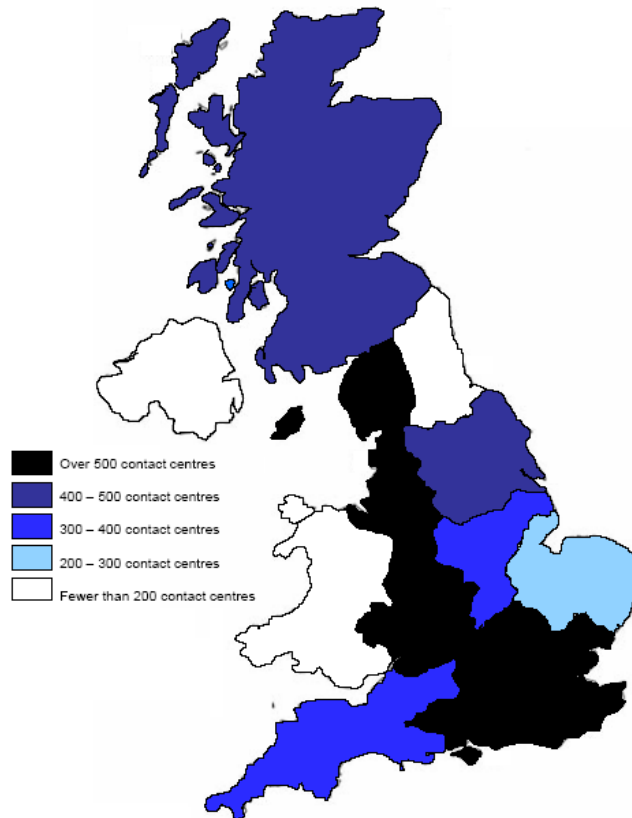 Over 500 contact centres
400 – 500 contact centres
300 – 400 contact centres
200 – 300 contact centres
Fewer than 200 contact centres